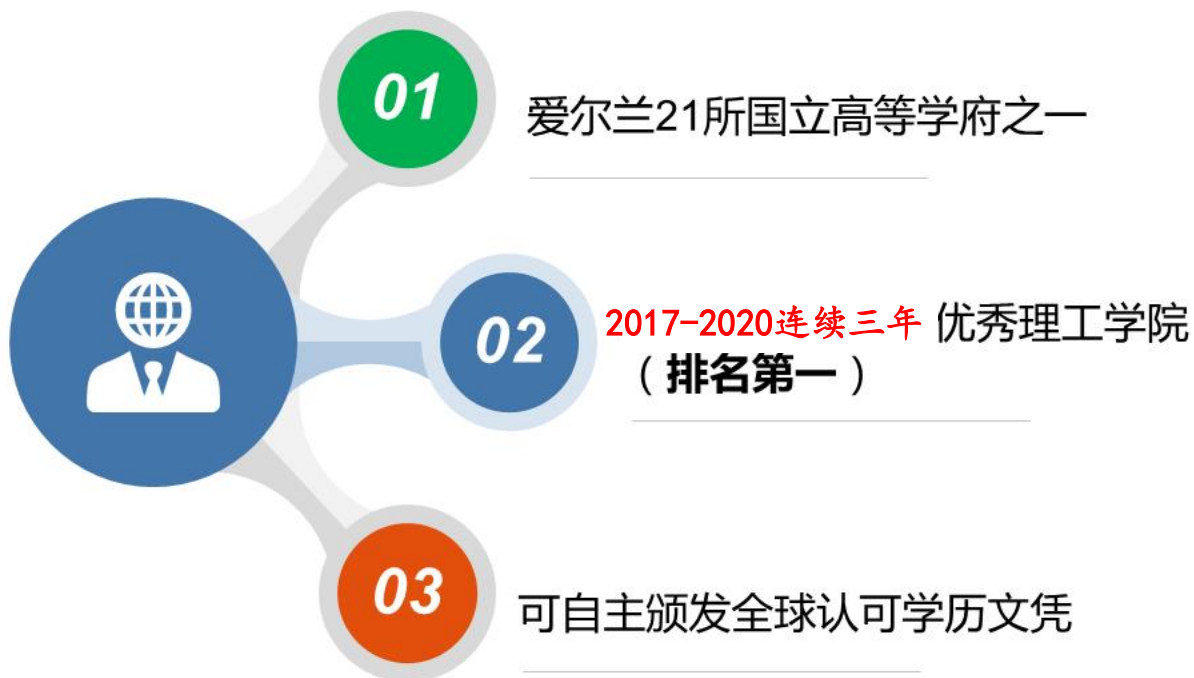 01
爱尔兰21所国立高等学府之一
02
2017-2020连续三年 优秀理工学院
（排名第一）
03
可自主颁发全球认可学历文凭